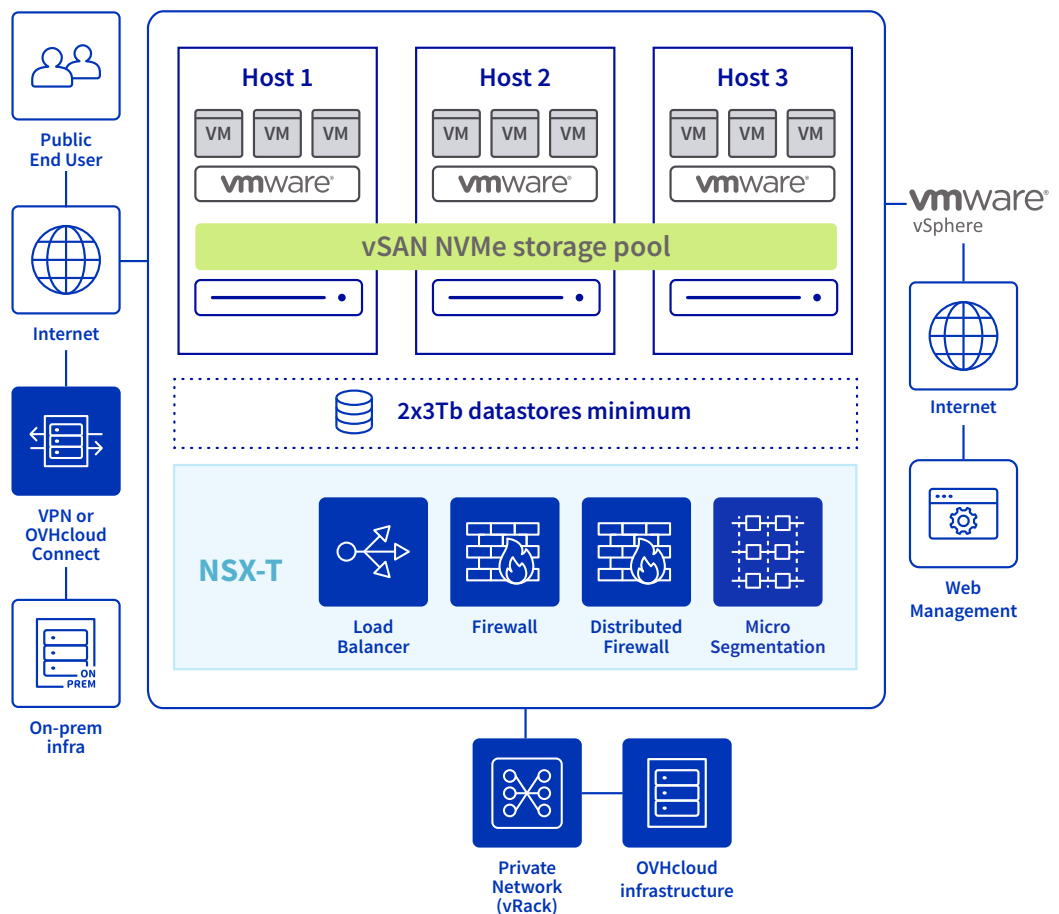 Public
End User
Internet
VPN or
OVHcloud
Connect
ON
PREM
On-prem
infra
Host 1
VM VM VM
vmware®
Host 2
VM VM VM
vmware®
Host 3
VM VM VM
vmware®
vSAN NVMe storage pool
2x3Tb datastores minimum
NSX-T
Load
Balancer
Firewall
Distributed
Firewall
Micro
Segmentation
vmware®
vSphere
Internet
Web
Management
Private
Network
(vRack)
OVHcloud
infrastructure